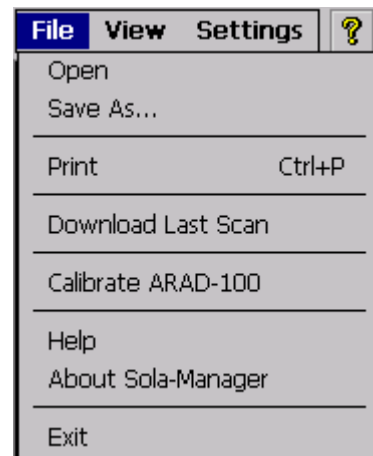 File View Settings ?
Open
Save As...
Print Ctrl+P
Download Last Scan
Calibrate ARAD-100
Help
About Sola-Manager
Exit